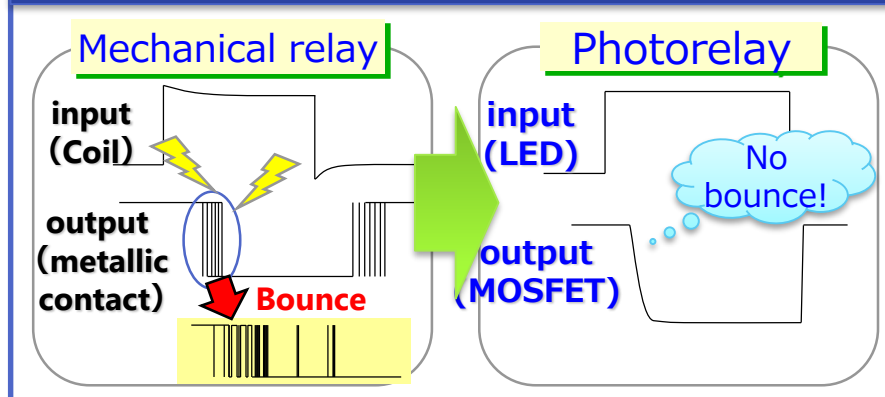 Mechanical relay
input
(Coil)
output
(metallic
contact)
Bounce
Photorelay
input
(LED)
No
bounce!
output
(MOSFET)